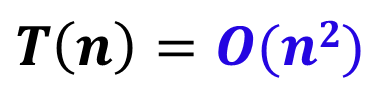 T(n) = O(n²)